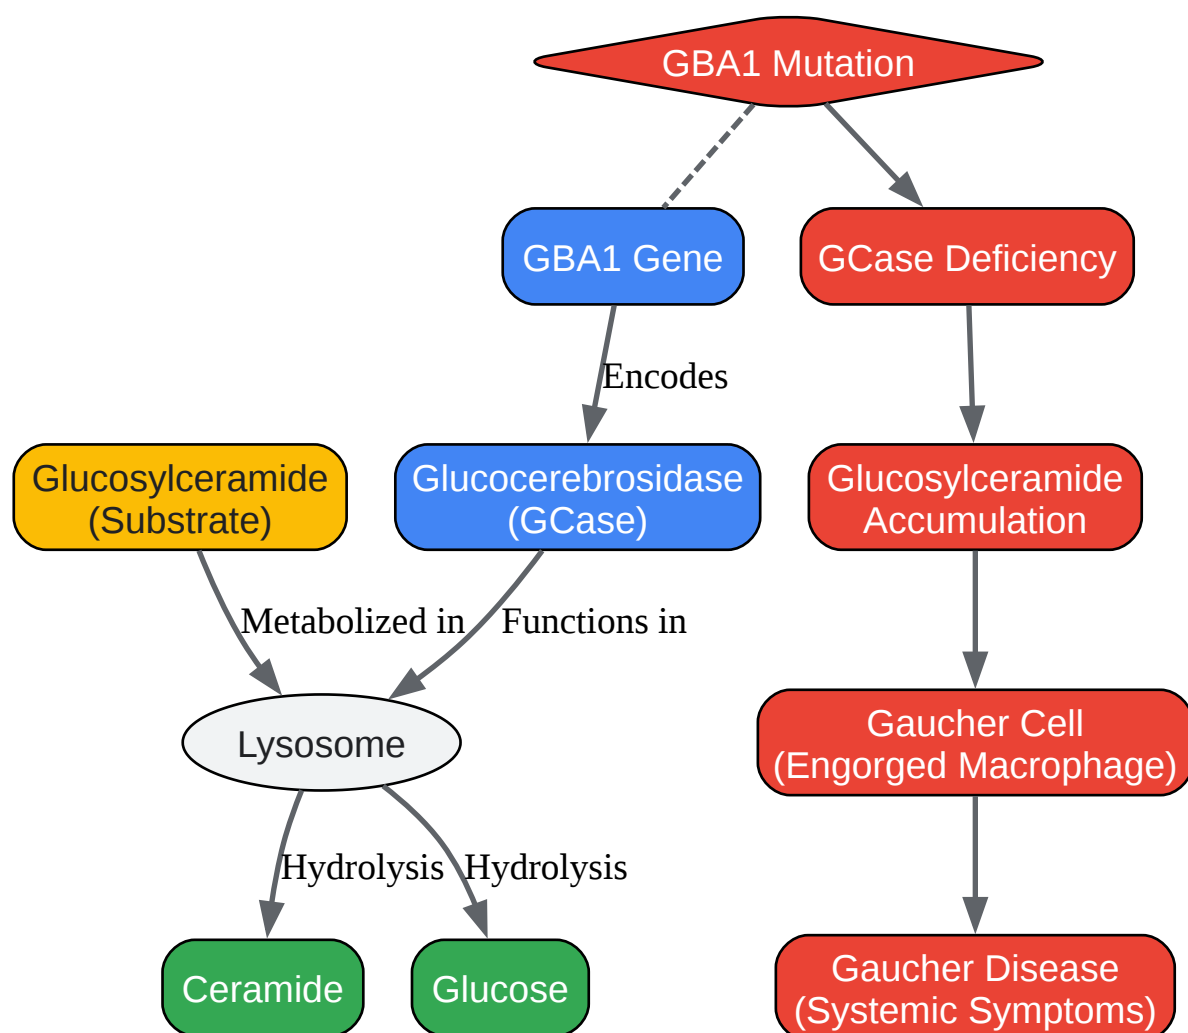 GBA1 Mutation
GBA1 Gene
GCase Deficiency
Encodes
Glucosylceramide
(Substrate)
Glucocerebrosidase
(GCase)
Glucosylceramide
Accumulation
Metabolized in
Functions in
Lysosome
Gaucher Cell
(Engorged Macrophage)
Hydrolysis
Hydrolysis
Ceramide
Glucose
Gaucher Disease
(Systemic Symptoms)